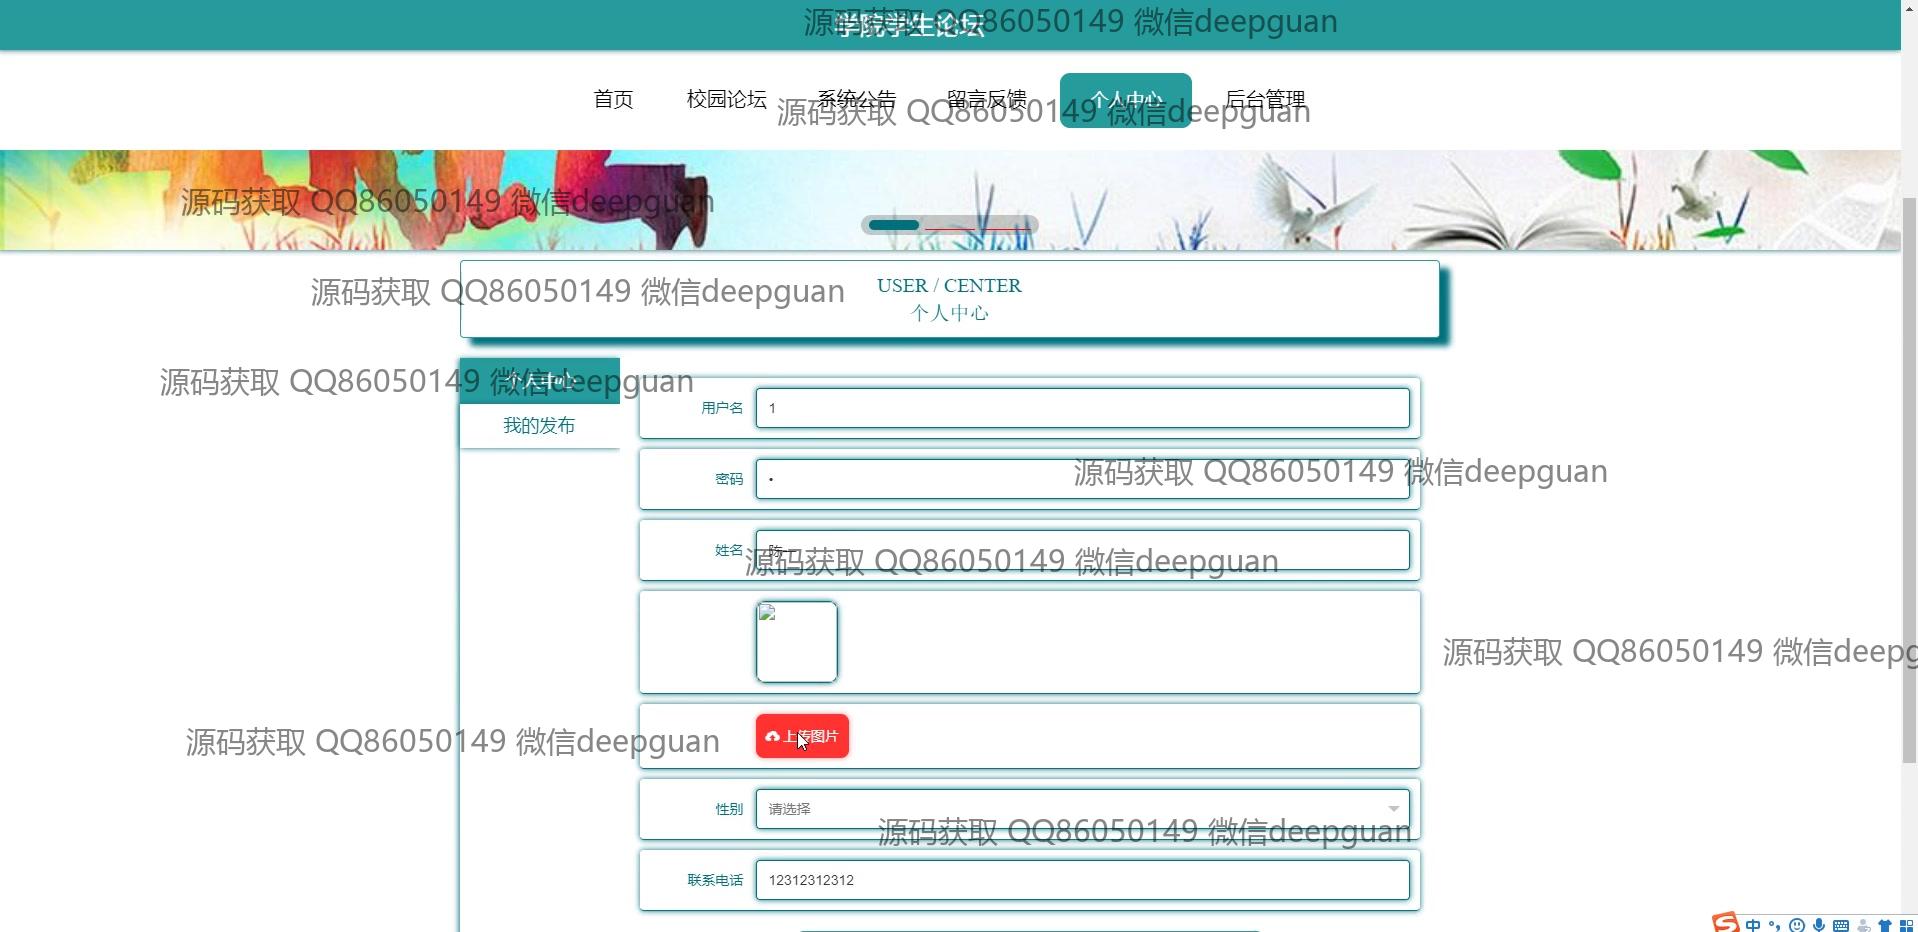 学院学生论坛
源码获取 QQ86050149 微信deepguan
首页 校园论坛 系统公告 留言反馈 个人中心 后台管理
源码获取 QQ86050149 微信deepguan
源码获取 QQ86050149 微信deepguan
USER / CENTER
源码获取 QQ86050149 微信deepguan
个人中心
个人中心
源码获取 QQ86050149 微信deepguan
用户名 1
我的发布
密码 •
源码获取 QQ86050149 微信deepguan
姓名 陈一
源码获取 QQ86050149 微信deepguan
源码获取 QQ86050149 微信deepg
上传图片
源码获取 QQ86050149 微信deepguan
性别 请选择
源码获取 QQ86050149 微信deepguan
联系电话 12312312312
中